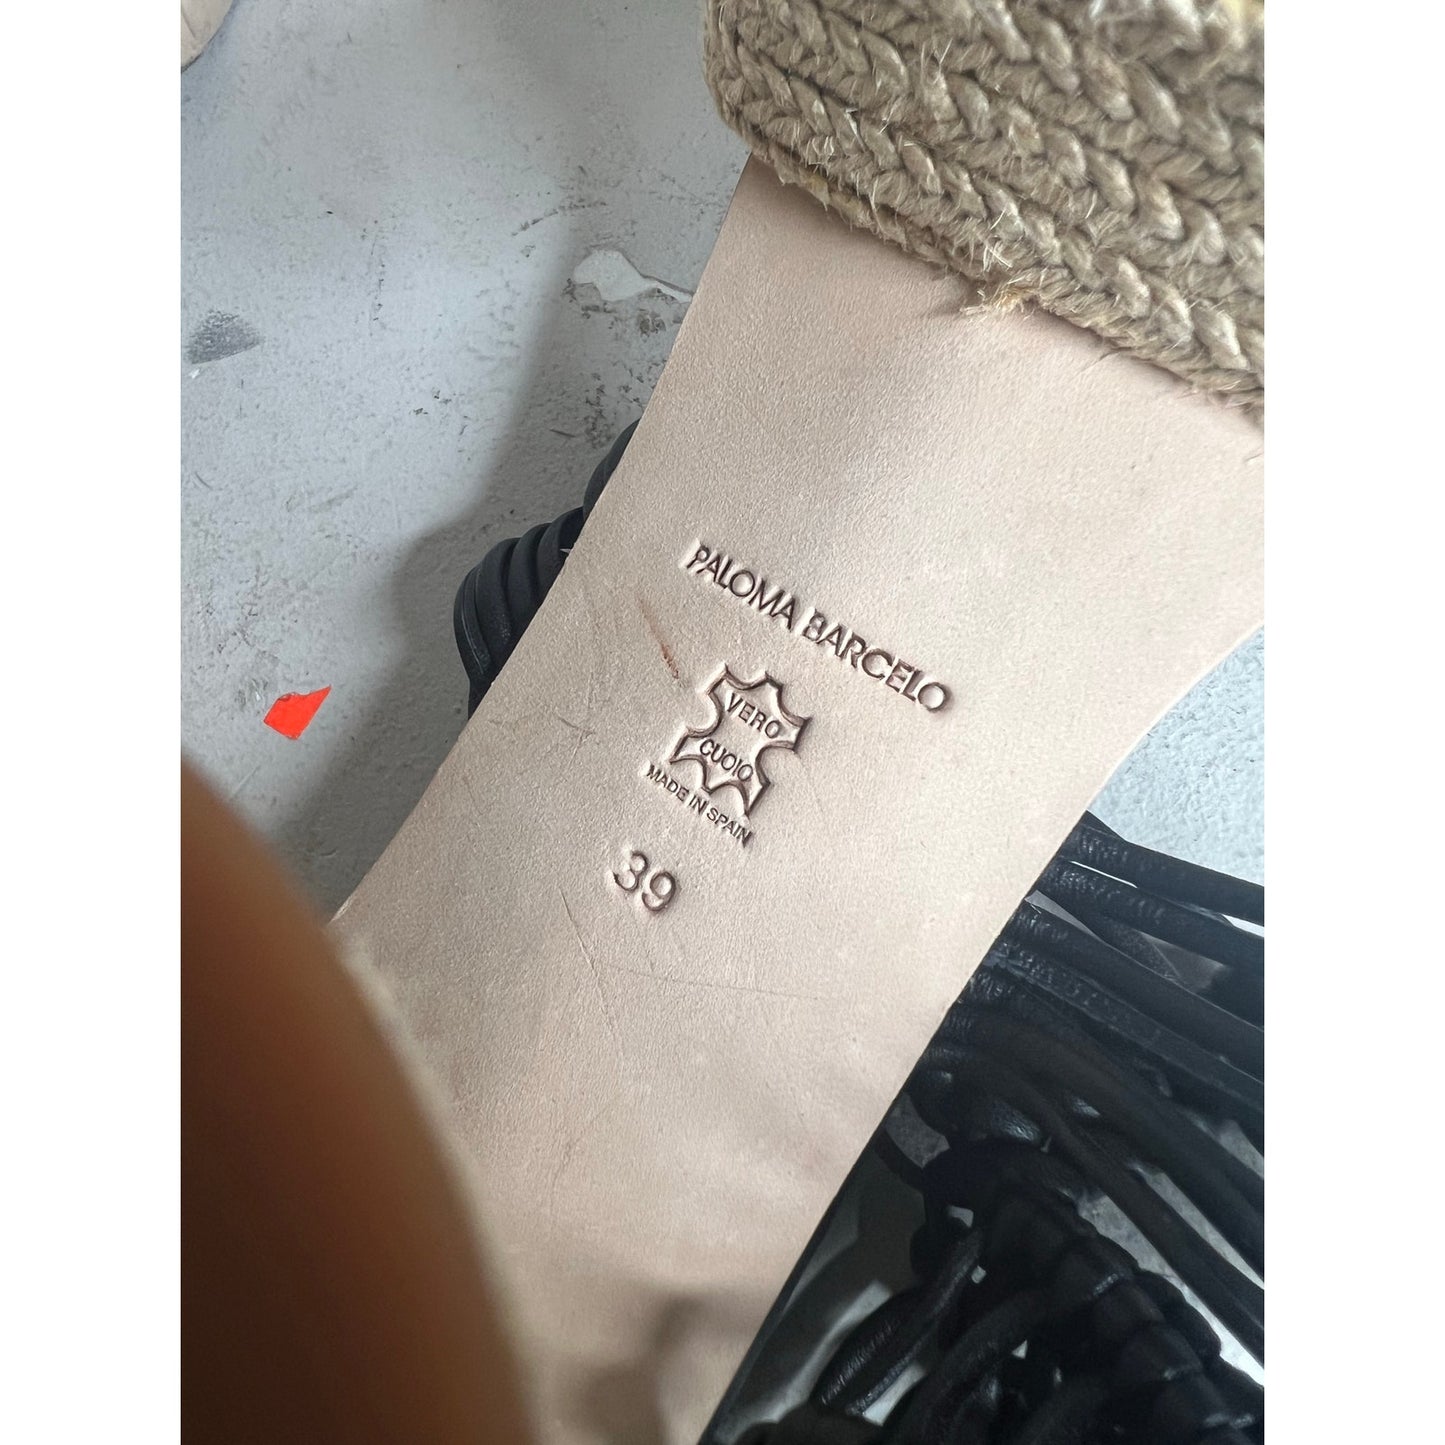 PALOMA BARCELO
VERO
CUOIO
MADE IN SPAIN
39